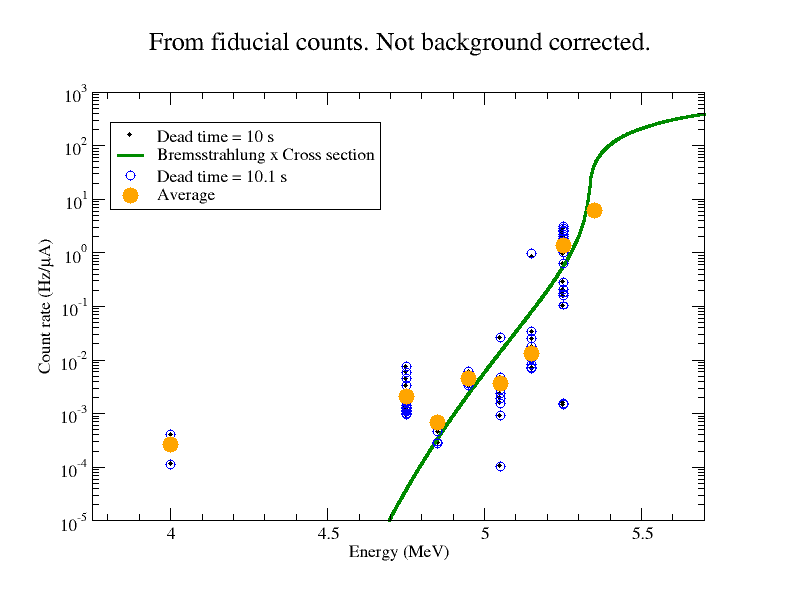 From fiducial counts. Not background corrected.
Dead time = 10 s
Bremsstrahlung x Cross section
Dead time = 10.1 s
Average
10³
10²
10¹
10⁰
10⁻¹
10⁻²
10⁻³
10⁻⁴
10⁻⁵
Count rate (Hz/μA)
4 4.5 5 5.5
Energy (MeV)